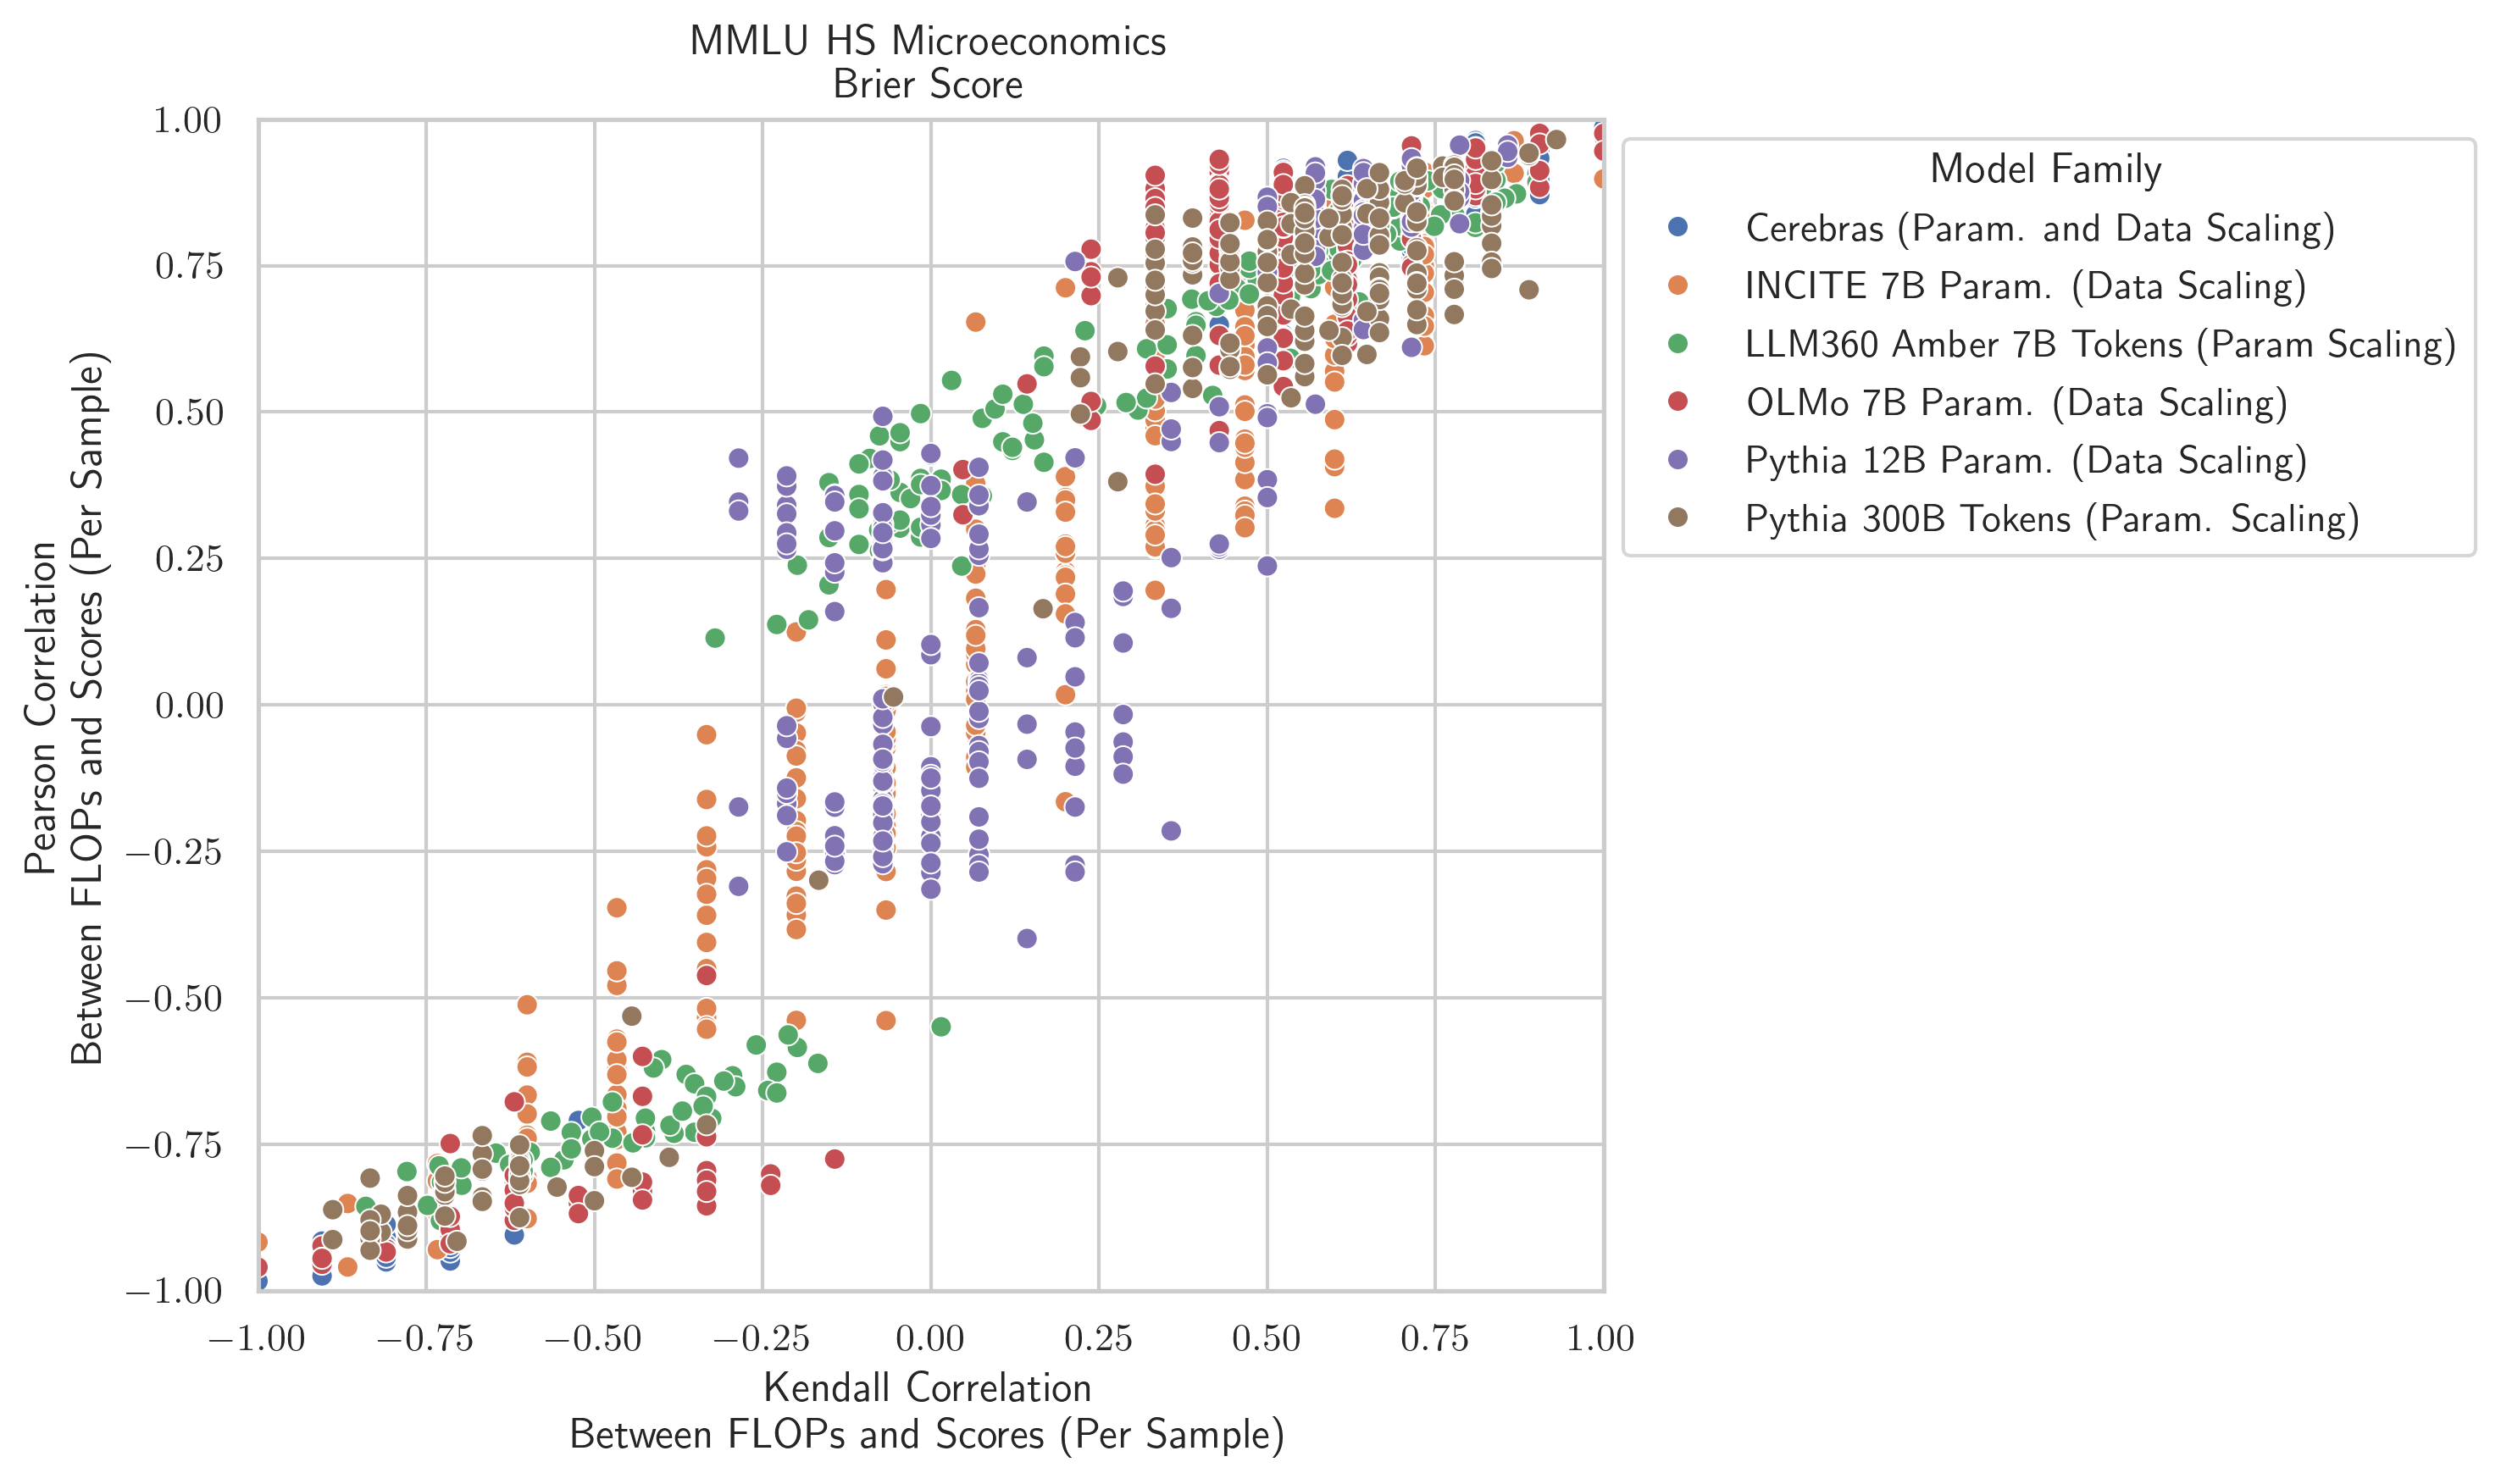 MMLU HS Microeconomics
Brier Score
1.00
0.75
0.50
0.25
0.00
−0.25
−0.50
−0.75
−1.00
Pearson Correlation
Between FLOPs and Scores (Per Sample)
−1.00
−0.75
−0.50
−0.25
0.00
0.25
0.50
0.75
1.00
Kendall Correlation
Between FLOPs and Scores (Per Sample)
Model Family
Cerebras (Param. and Data Scaling)
INCITE 7B Param. (Data Scaling)
LLM360 Amber 7B Tokens (Param Scaling)
OLMo 7B Param. (Data Scaling)
Pythia 12B Param. (Data Scaling)
Pythia 300B Tokens (Param. Scaling)